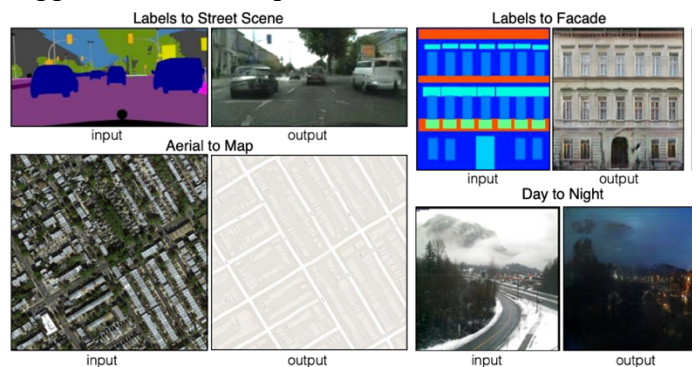 Labels to Street Scene
input
output
Aerial to Map
input
output
Labels to Facade
input
output
Day to Night
input
output